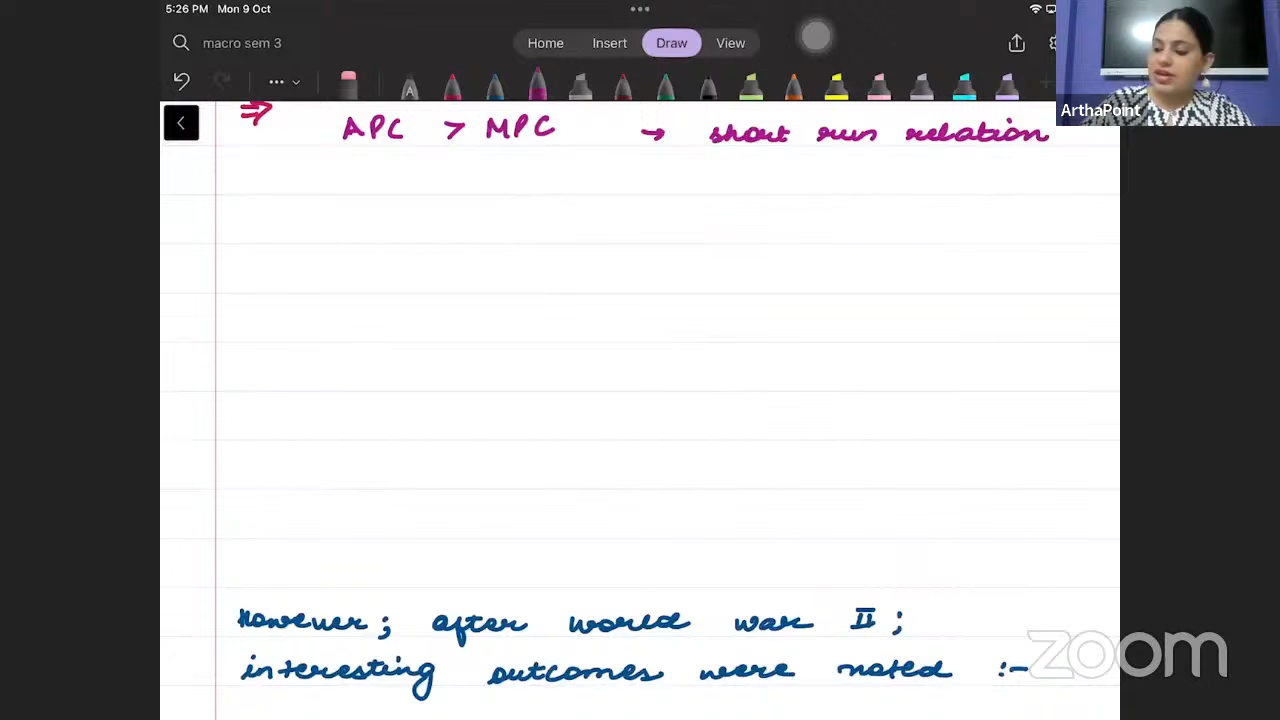 5:26 PM Mon 9 Oct
macro sem 3
Home Insert Draw View
A
ArthaPoint
⇒ APC > MPC → short run relation
However; after world war II;
interesting outcomes were noted :-
zoom